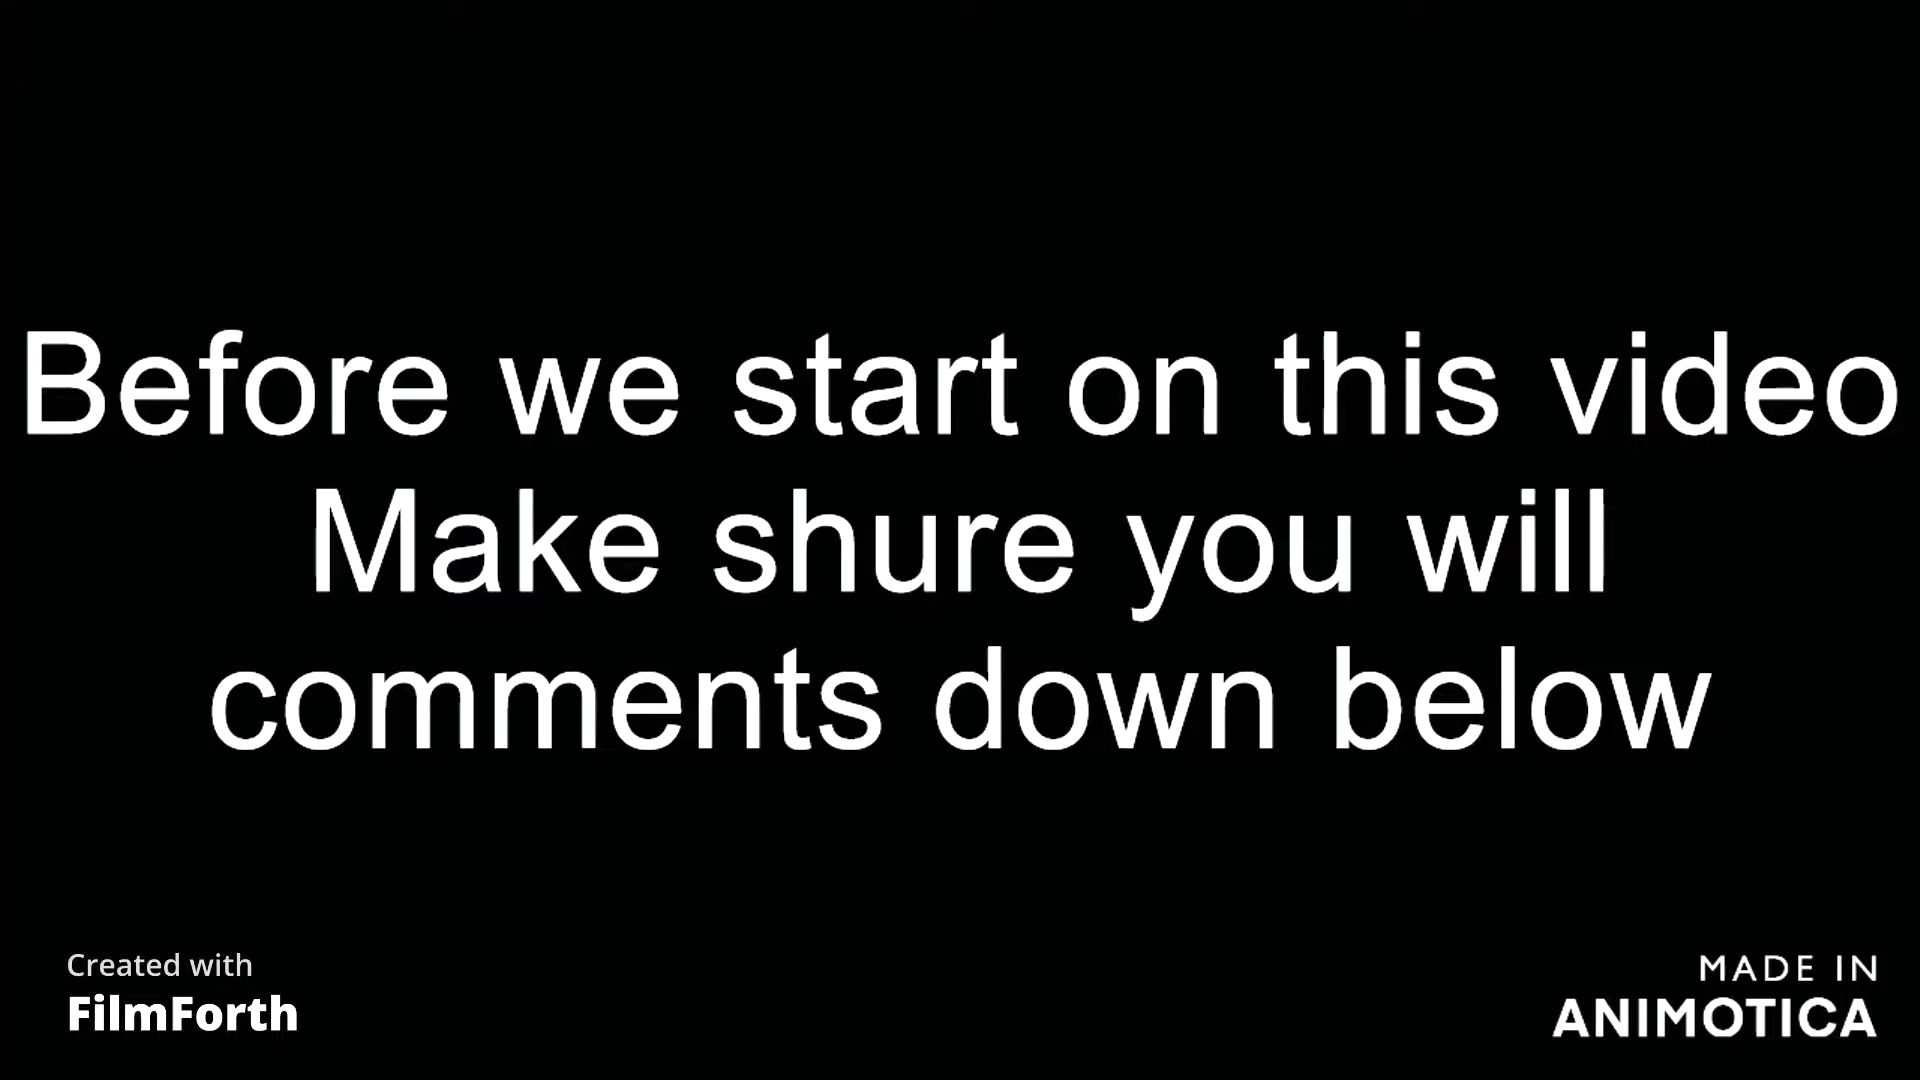 Before we start on this video
Make shure you will
comments down below
Created with
FilmForth
MADE IN
ANIMOTICA